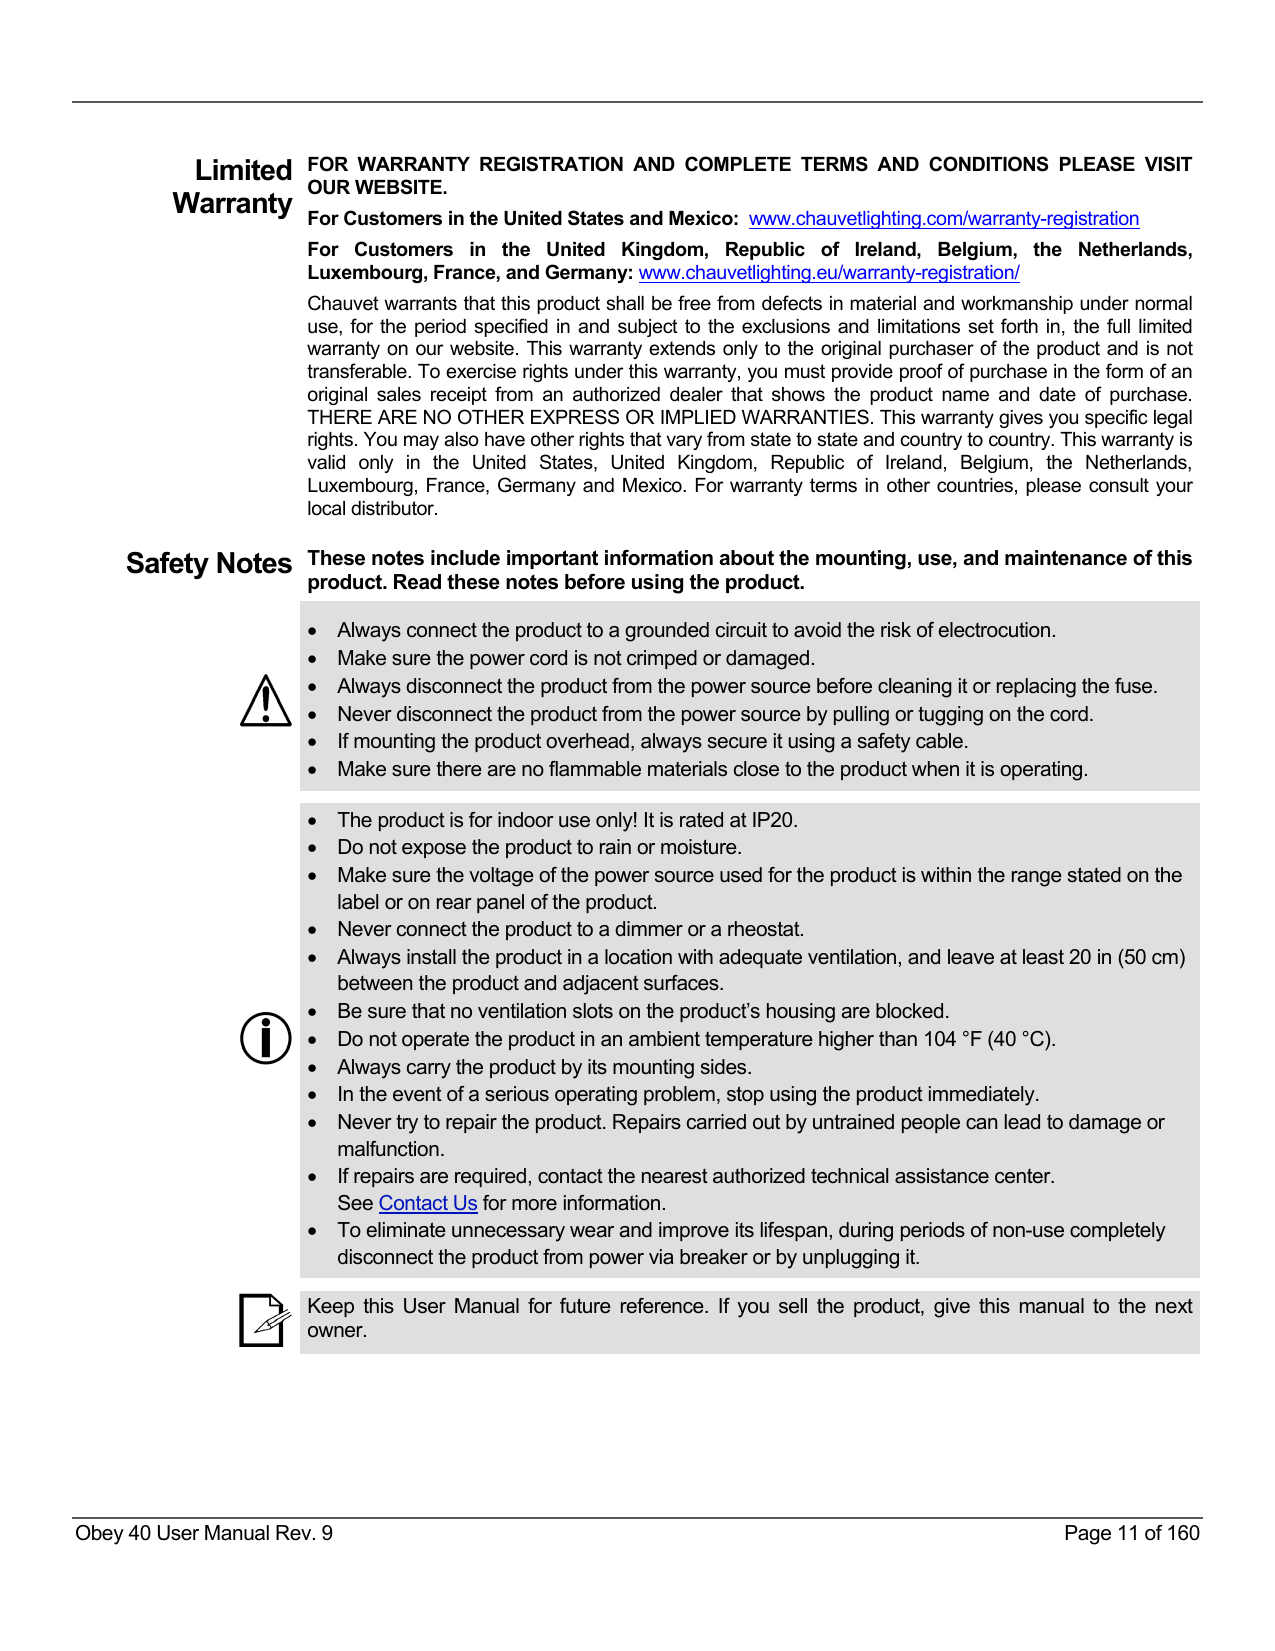 Limited
Warranty
FOR WARRANTY REGISTRATION AND COMPLETE TERMS AND CONDITIONS PLEASE VISIT
OUR WEBSITE.
For Customers in the United States and Mexico: www.chauvetlighting.com/warranty-registration
For Customers in the United Kingdom, Republic of Ireland, Belgium, the Netherlands,
Luxembourg, France, and Germany: www.chauvetlighting.eu/warranty-registration/
Chauvet warrants that this product shall be free from defects in material and workmanship under normal
use, for the period specified in and subject to the exclusions and limitations set forth in, the full limited
warranty on our website. This warranty extends only to the original purchaser of the product and is not
transferable. To exercise rights under this warranty, you must provide proof of purchase in the form of an
original sales receipt from an authorized dealer that shows the product name and date of purchase.
THERE ARE NO OTHER EXPRESS OR IMPLIED WARRANTIES. This warranty gives you specific legal
rights. You may also have other rights that vary from state to state and country to country. This warranty is
valid only in the United States, United Kingdom, Republic of Ireland, Belgium, the Netherlands,
Luxembourg, France, Germany and Mexico. For warranty terms in other countries, please consult your
local distributor.
Safety Notes
These notes include important information about the mounting, use, and maintenance of this
product. Read these notes before using the product.
• Always connect the product to a grounded circuit to avoid the risk of electrocution.
• Make sure the power cord is not crimped or damaged.
• Always disconnect the product from the power source before cleaning it or replacing the fuse.
• Never disconnect the product from the power source by pulling or tugging on the cord.
• If mounting the product overhead, always secure it using a safety cable.
• Make sure there are no flammable materials close to the product when it is operating.
• The product is for indoor use only! It is rated at IP20.
• Do not expose the product to rain or moisture.
• Make sure the voltage of the power source used for the product is within the range stated on the
label or on rear panel of the product.
• Never connect the product to a dimmer or a rheostat.
• Always install the product in a location with adequate ventilation, and leave at least 20 in (50 cm)
between the product and adjacent surfaces.
• Be sure that no ventilation slots on the product’s housing are blocked.
• Do not operate the product in an ambient temperature higher than 104 °F (40 °C).
• Always carry the product by its mounting sides.
• In the event of a serious operating problem, stop using the product immediately.
• Never try to repair the product. Repairs carried out by untrained people can lead to damage or
malfunction.
• If repairs are required, contact the nearest authorized technical assistance center.
See Contact Us for more information.
• To eliminate unnecessary wear and improve its lifespan, during periods of non-use completely
disconnect the product from power via breaker or by unplugging it.
Keep this User Manual for future reference. If you sell the product, give this manual to the next
owner.
Obey 40 User Manual Rev. 9
Page 11 of 160